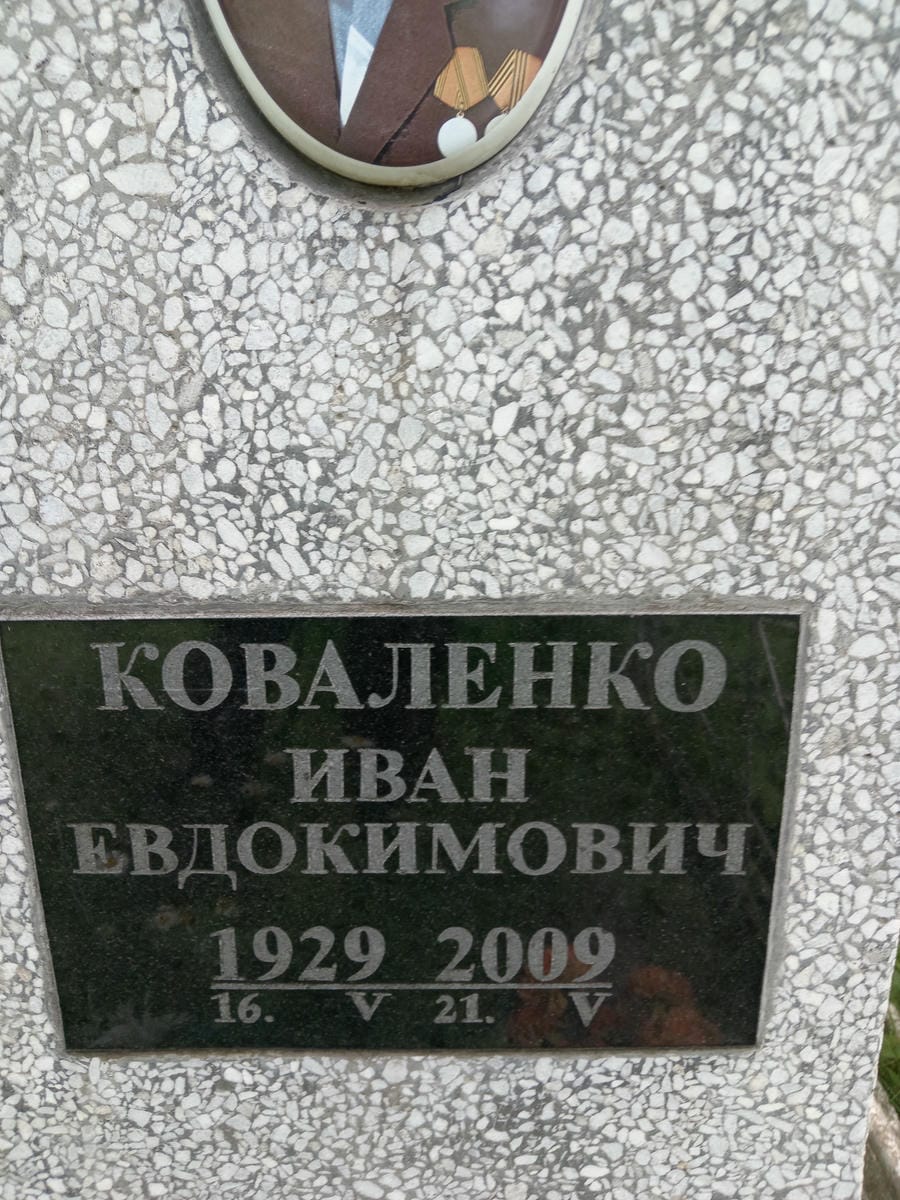 КОВАЛЕНКО
ИВАН
ЕВДОКИМОВИЧ
1929 2009
16. V 21. V